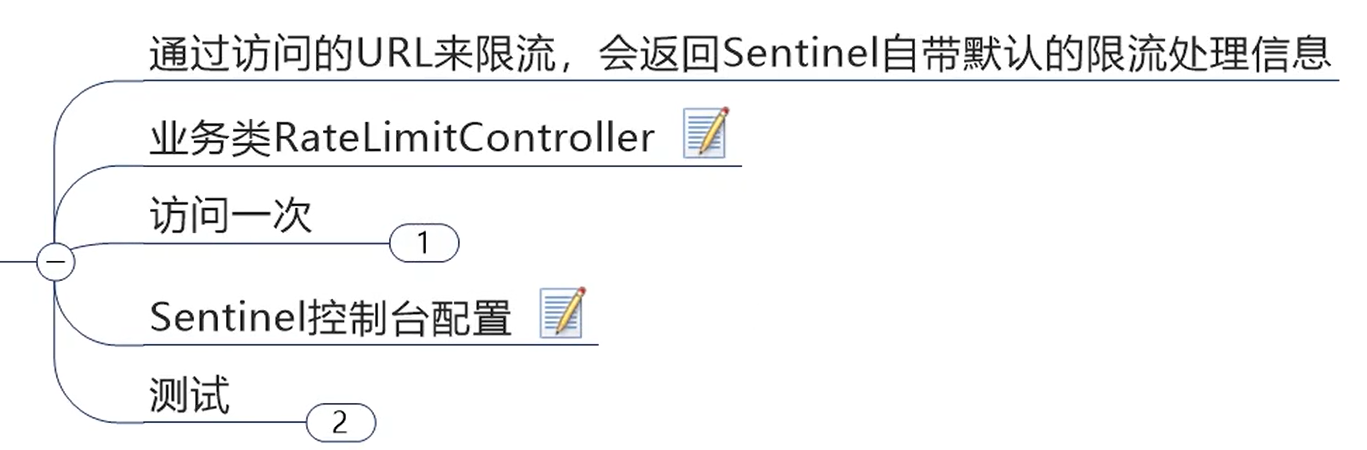 通过访问的URL来限流，会返回Sentinel自带默认的限流处理信息
业务类RateLimitController
访问一次
1
Sentinel控制台配置
测试
2